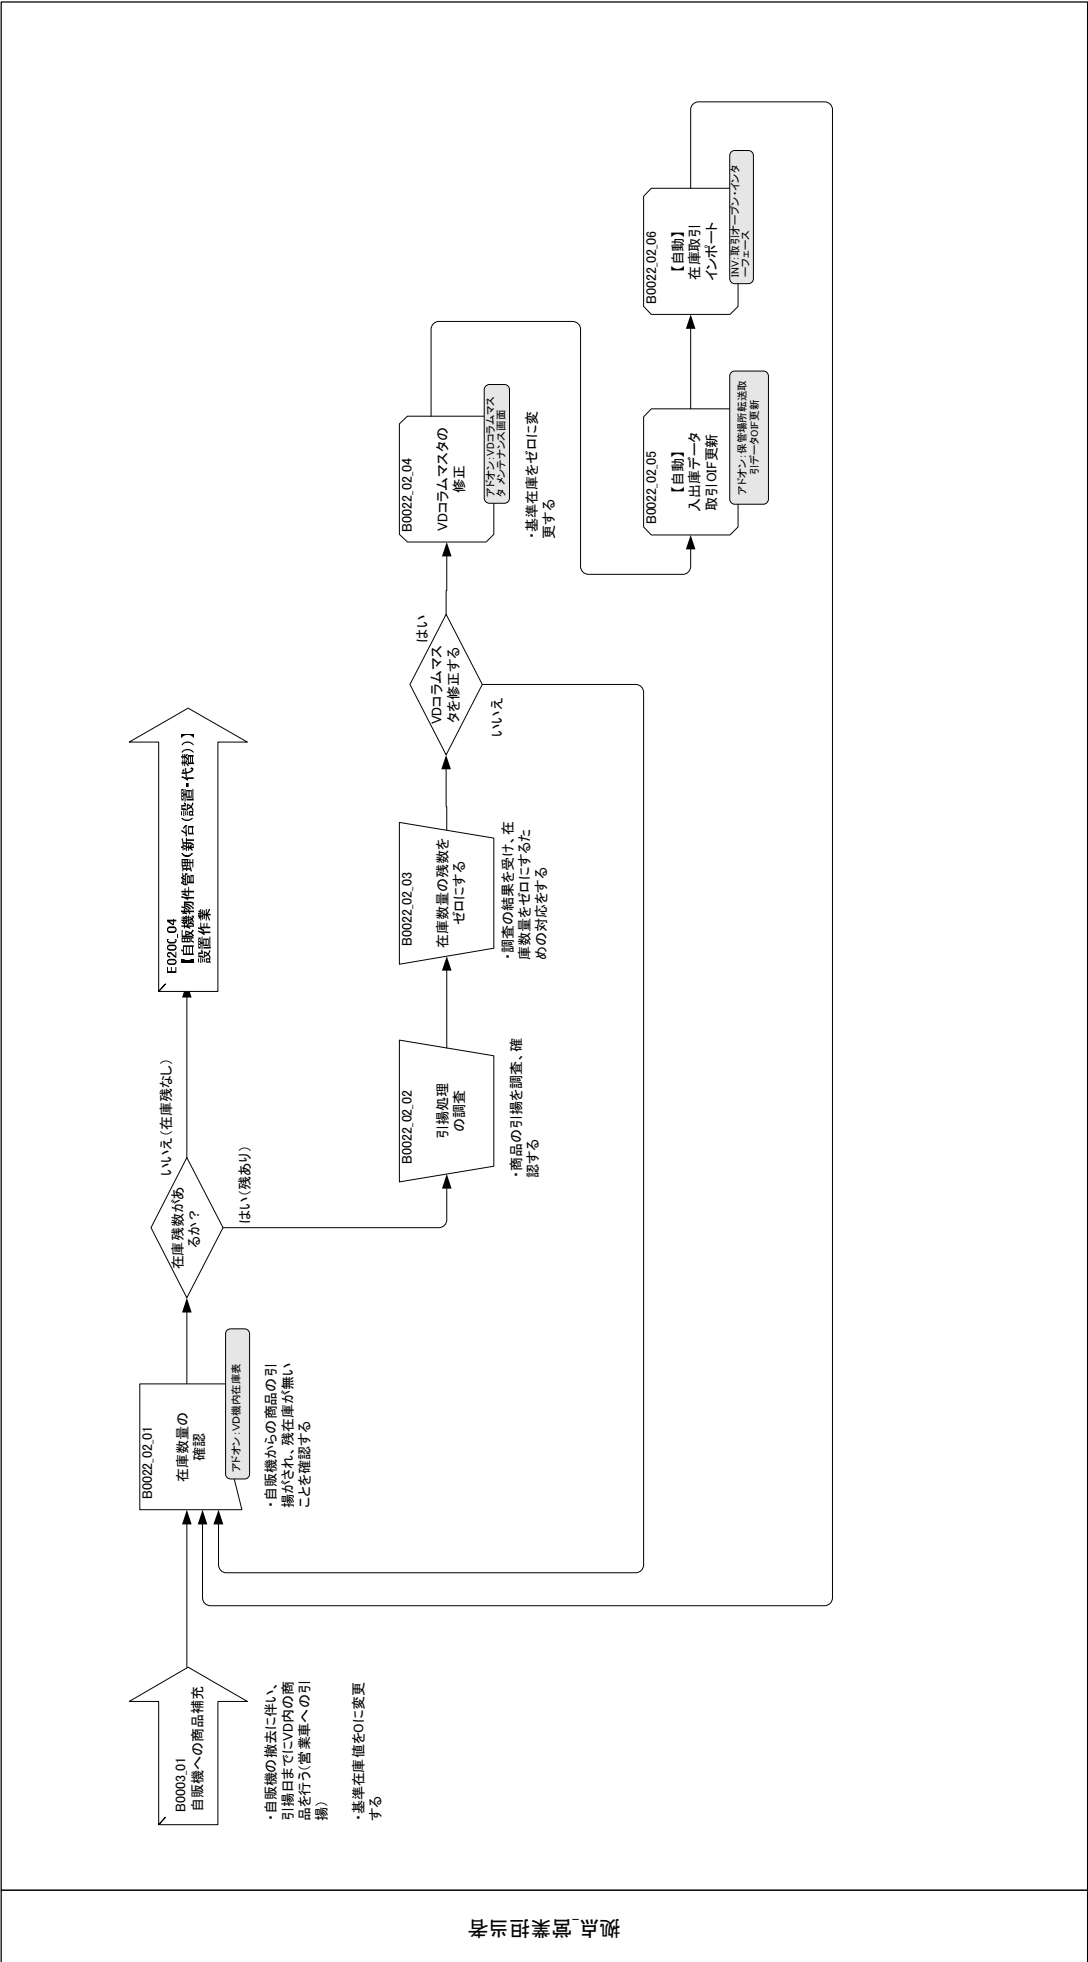 拠点_営業担当者
B0003_01
自販機への商品補充
・自販機の撤去に伴い、
引揚日までにVD内の商
品を行う(営業車への引
揚)
・基準在庫値を0に変更
する
B0022_02_01
在庫数量の
確認
アドオン:VD機内在庫表
・自販機からの商品の引
揚がされ、残在庫が無い
ことを確認する
在庫残数があ
るか?
いいえ(在庫残なし)
はい(残あり)
E020C_04
【自販機物件管理(新台(設置・代替))】
設置作業
B0022_02_02
引揚処理
の調査
・商品の引揚を調査、確
認する
B0022_02_03
在庫数量の残数を
ゼロにする
・調査の結果を受け、在
庫数量をゼロにするた
めの対応をする
VDコラムマス
タを修正する
はい
いいえ
B0022_02_04
VDコラムマスタの
修正
アドオン:VDコラムマス
タメンテナンス画面
・基準在庫をゼロに変
更する
B0022_02_05
【自動】
入出庫データ
取引OIF更新
アドオン:保管場所転送取
引データOIF更新
B0022_02_06
【自動】
在庫取引
インポート
INV:取引オープン・インタ
ーフェース